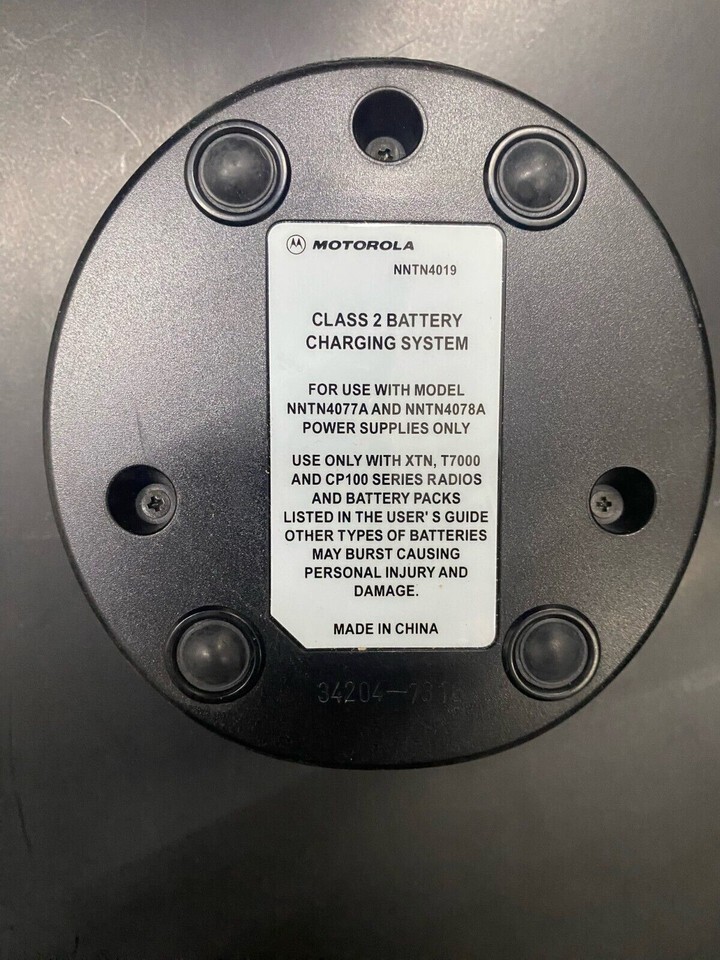 MOTOROLA
NNTN4019
CLASS 2 BATTERY
CHARGING SYSTEM
FOR USE WITH MODEL
NNTN4077A AND NNTN4078A
POWER SUPPLIES ONLY
USE ONLY WITH XTN, T7000
AND CP100 SERIES RADIOS
AND BATTERY PACKS
LISTED IN THE USER' S GUIDE
OTHER TYPES OF BATTERIES
MAY BURST CAUSING
PERSONAL INJURY AND
DAMAGE.
MADE IN CHINA